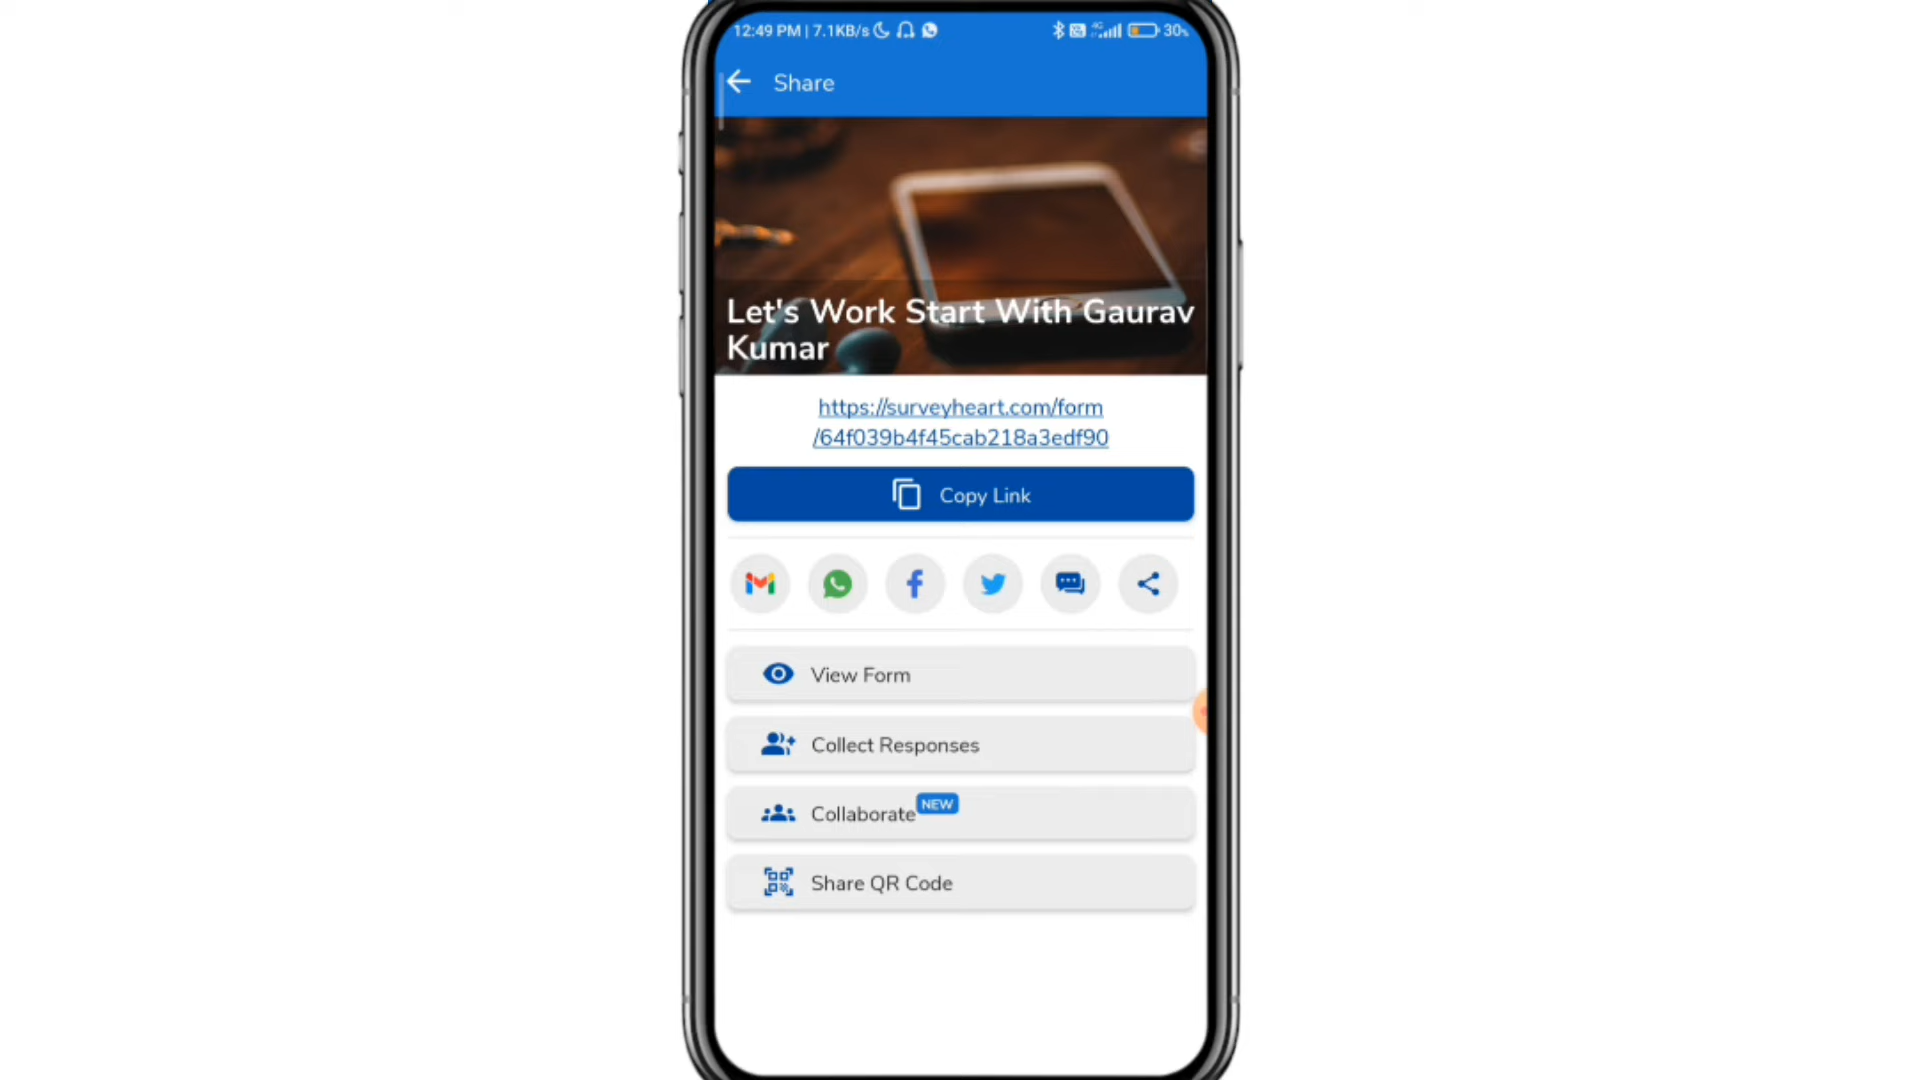 12:49 PM | 7.1KB/s 4G 30%
Share
Let's Work Start With Gaurav
Kumar
https://surveyheart.com/form
/64f039b4f45cab218a3edf90
Copy Link
View Form
Collect Responses
Collaborate NEW
Share QR Code